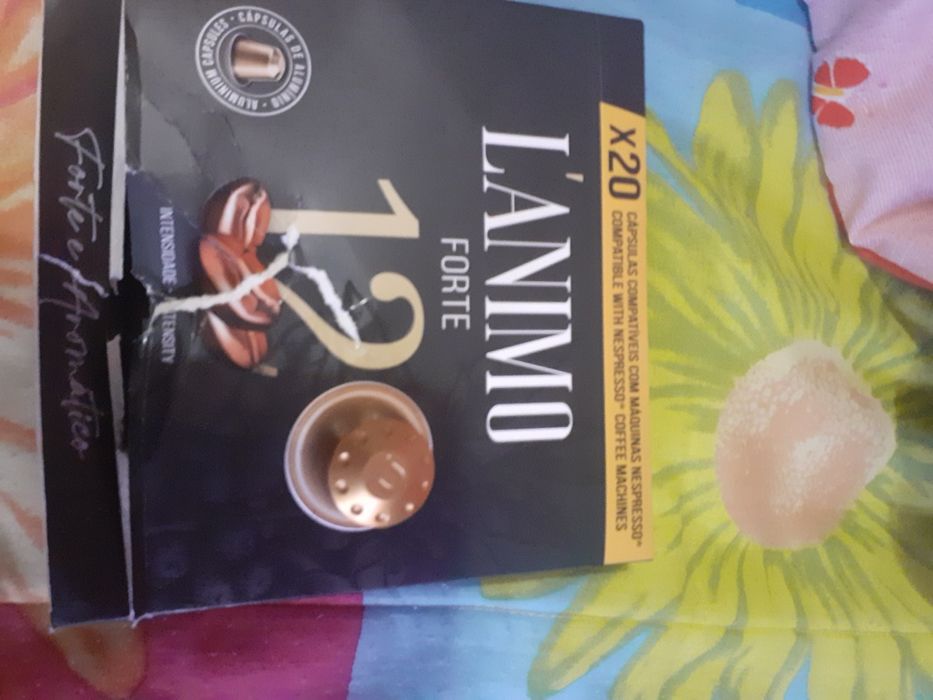 X20
CÁPSULAS COMPATÍVEIS COM MÁQUINAS NESPRESSO*
COMPATIBLE WITH NESPRESSO* COFFEE MACHINES
L'ANIMO
FORTE
12
INTENSIDADE
CÁPSULAS DE ALUMÍNIO · ALUMINIUM CAPSULES ·
Forte e Aromático